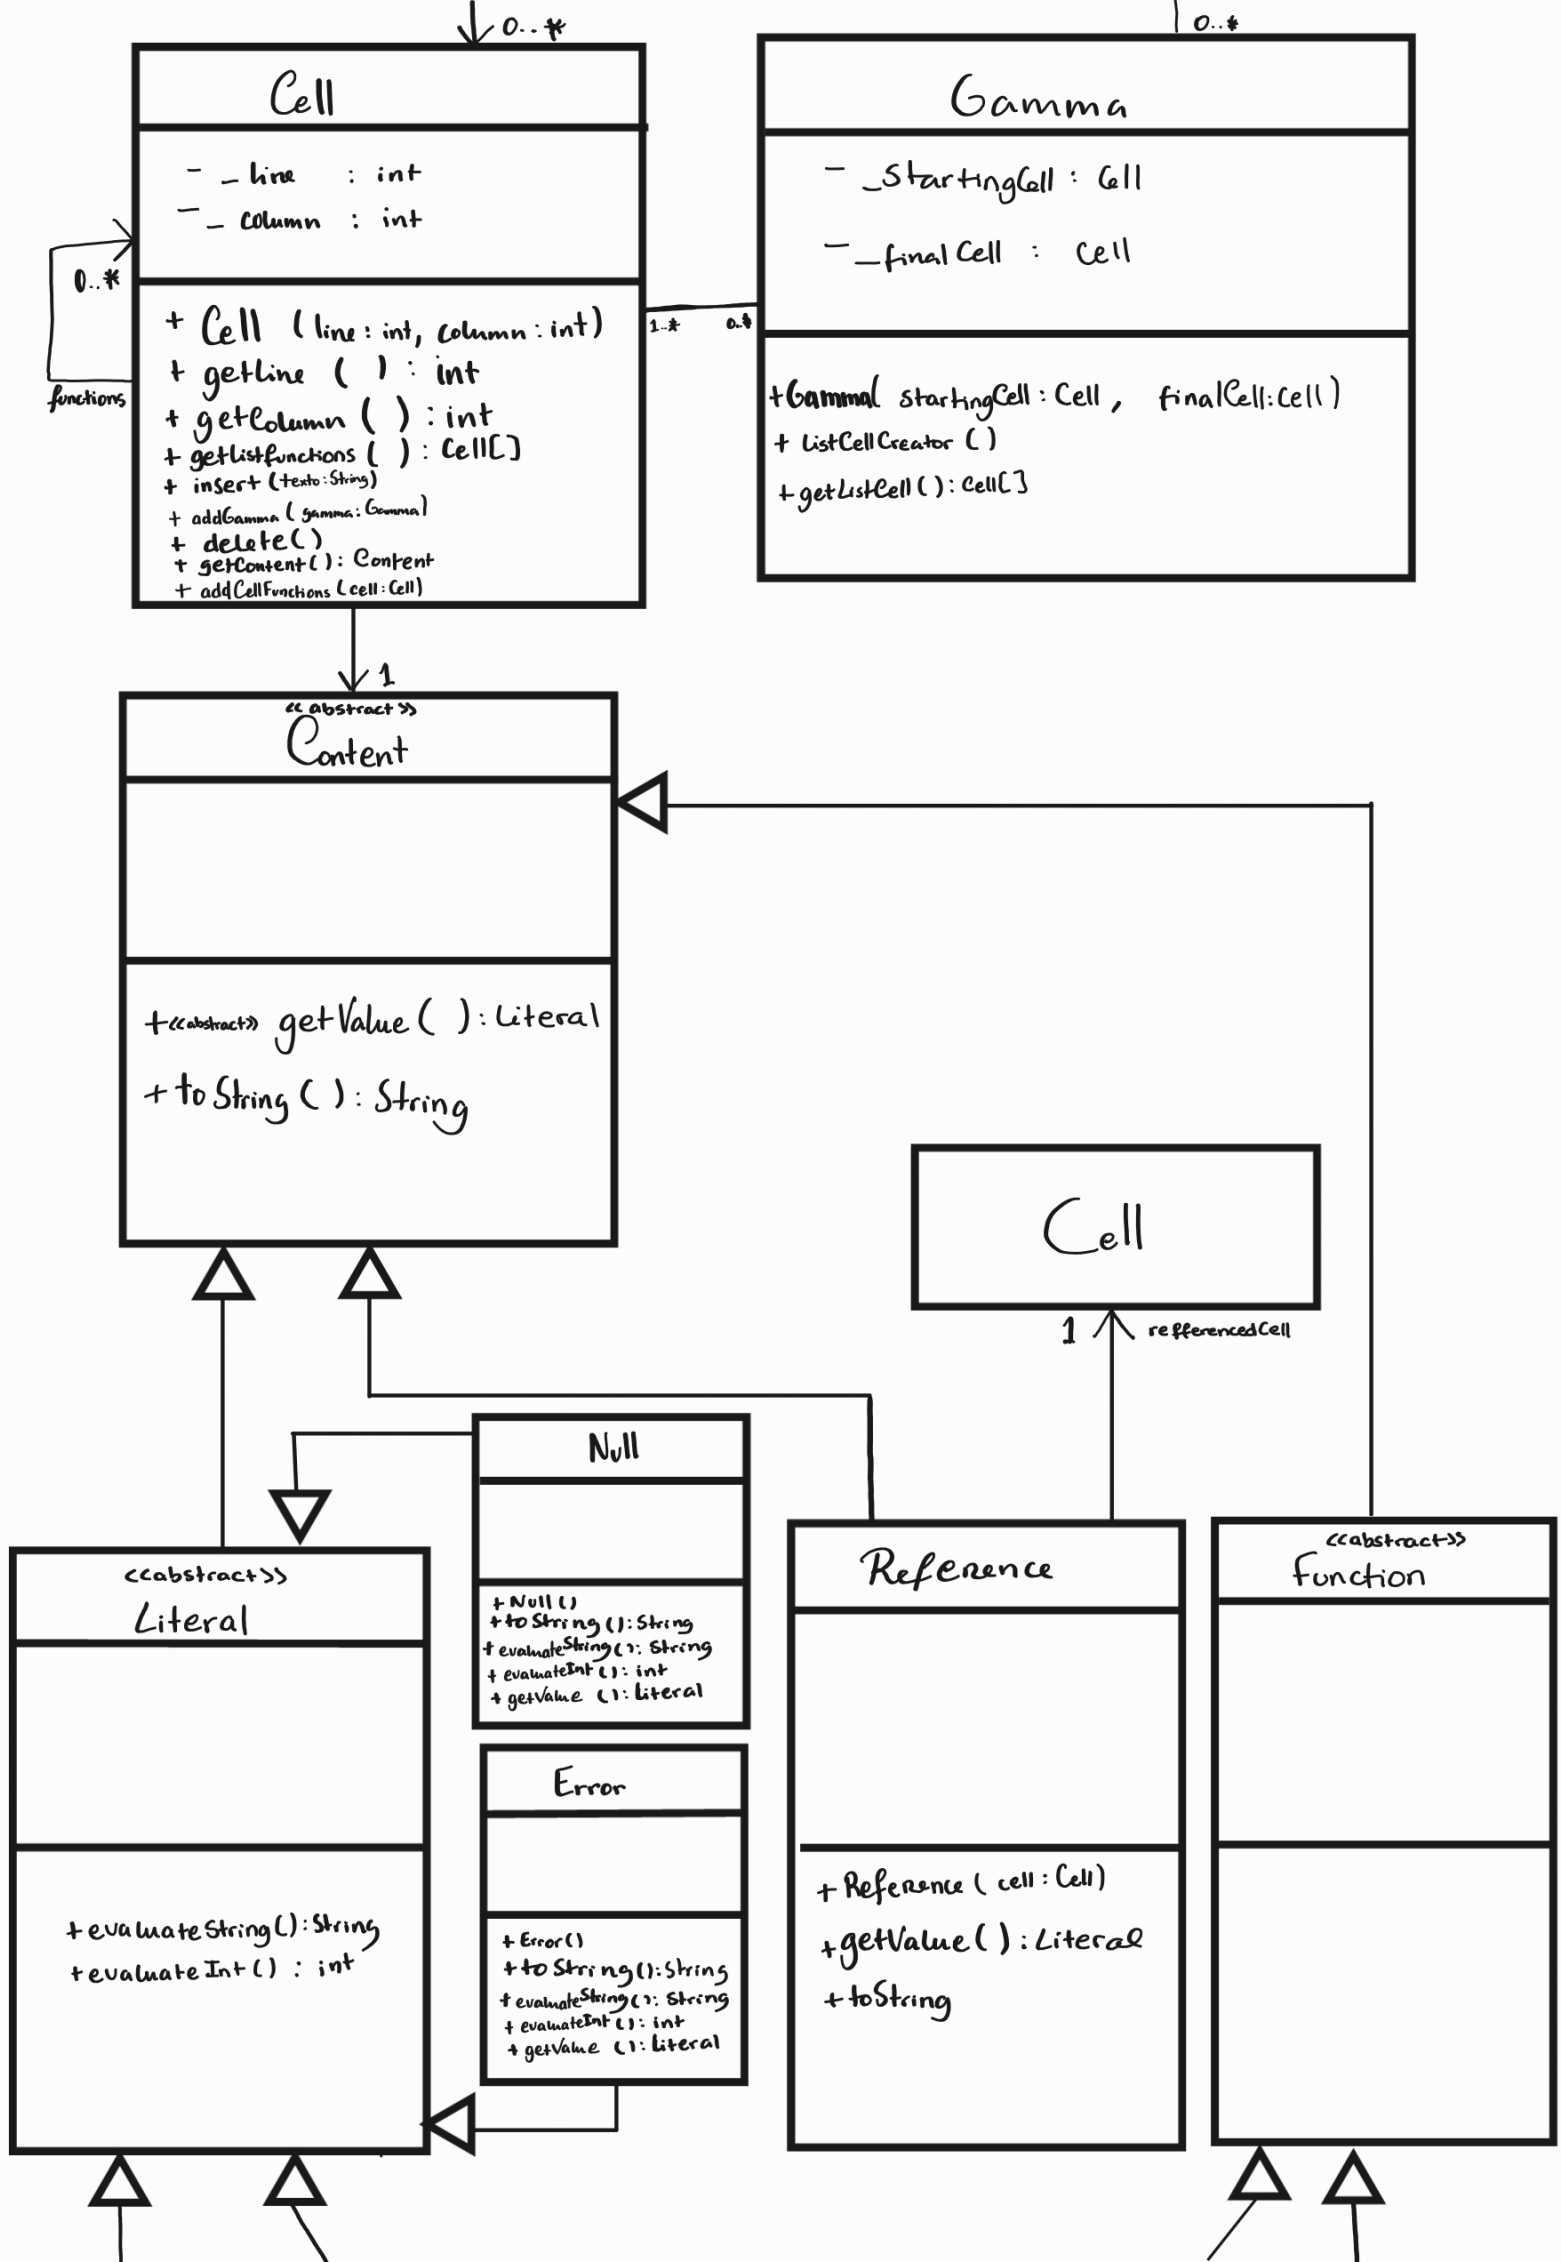 0..*
Cell
- _line : int
- _column : int
0..*
functions
+ Cell (line: int, column: int)
+ getLine ( ) : int
+ getColumn ( ) : int
+ getListFunctions ( ) : Cell[]
+ insert (texto: String)
+ addGamma (gamma: Gamma)
+ delete()
+ getContent(): Content
+ addCellFunctions (cell: Cell)
1..*
0..*
0..*
Gamma
- _startingCell : Cell
- _finalCell : Cell
+Gamma( startingCell: Cell, finalCell: Cell)
+ ListCellCreator ()
+getListCell(): Cell[]
1
<<abstract>>
Content
+<<abstract>> getValue ( ): Literal
+ toString ( ): String
Cell
1
refferencedCell
Null
+ Null ()
+ toString (): String
+ evaluateString(): String
+ evaluateInt (): int
+ getValue (): Literal
<<abstract>>
Literal
+ evaluateString(): String
+ evaluateInt() : int
Error
+ Error()
+ toString(): String
+ evaluateString(): String
+ evaluateInt (): int
+ getValue (): Literal
Reference
+ Reference (cell: Cell)
+getValue(): Literal
+ toString
<<abstract>>
Function